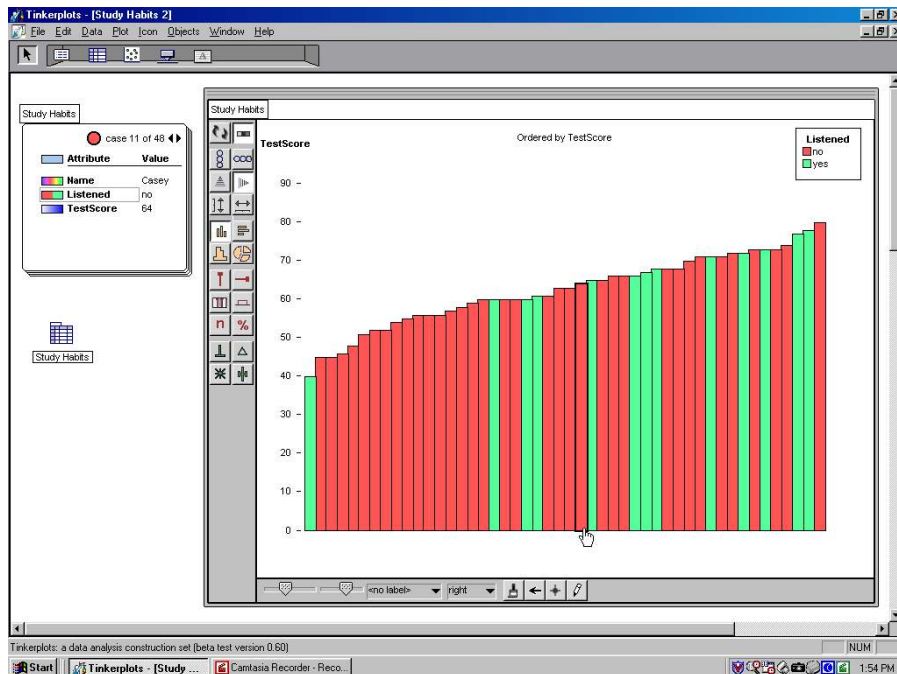 Tinkerplots - [Study Habits 2]
File Edit Data Plot Icon Objects Window Help
A
Study Habits
case 11 of 48
Attribute Value
Name Casey
Listened no
TestScore 64
Study Habits
Study Habits
n %
TestScore
Ordered by TestScore
Listened
no
yes
90
80
70
60
50
40
30
20
10
0
<no label> right
Tinkerplots: a data analysis construction set (beta test version 0.60)
NUM
Start Tinkerplots - [Study ... Camtasia Recorder - Reco... 1:54 PM